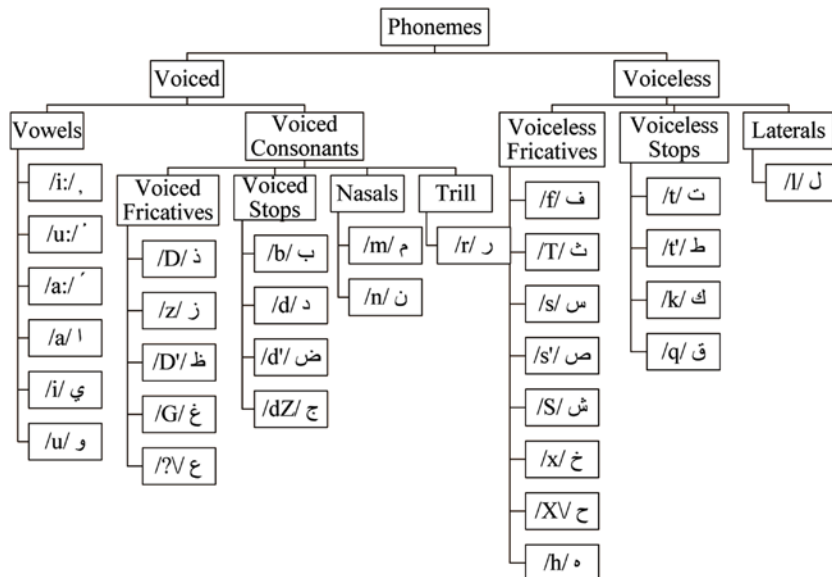 Phonemes
Voiced
Voiceless
Vowels
Voiced
Consonants
Voiceless
Fricatives
Voiceless
Stops
Laterals
Voiced
Fricatives
Voiced
Stops
Nasals
Trill
/i:/ ِ
/u:/ ُ
/a:/ َ
/a/ ا
/i/ ي
/u/ و
/D/ ذ
/z/ ز
/D'/ ظ
/G/ غ
/?\/ ع
/b/ ب
/d/ د
/d'/ ض
/dZ/ ج
/m/ م
/n/ ن
/r/ ر
/f/ ف
/T/ ث
/s/ س
/s'/ ص
/S/ ش
/x/ خ
/X\/ ح
/h/ ه
/t/ ت
/t'/ ط
/k/ ك
/q/ ق
/l/ ل